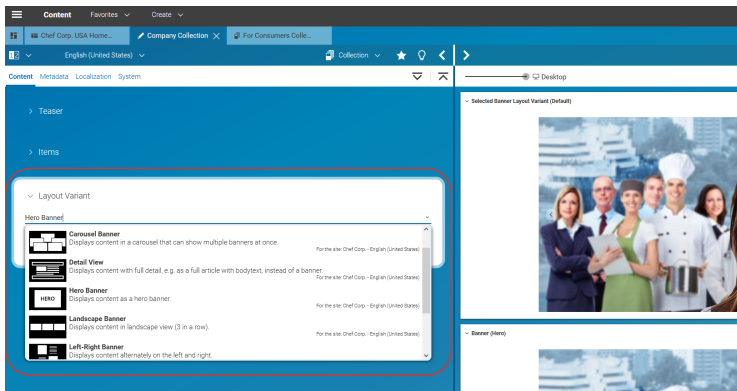 Content Favorites Create
Chef Corp. USA Home... Company Collection For Consumers Colle...
English (United States) Collection
Content Metadata Localization System
Desktop
Teaser
Items
Layout Variant
Hero Banner
Carousel Banner
Displays content in a carousel that can show multiple banners at once.
For the site: Chef Corp. - English (United States)
Detail View
Displays content with full detail, e.g. as a full article with bodytext, instead of a banner.
For the site: Chef Corp. - English (United States)
HERO
Hero Banner
Displays content as a hero banner.
For the site: Chef Corp. - English (United States)
Landscape Banner
Displays content in landscape view (3 in a row).
For the site: Chef Corp. - English (United States)
Left-Right Banner
Displays content alternately on the left and right.
Selected Banner Layout Variant (Default)
Banner (Hero)